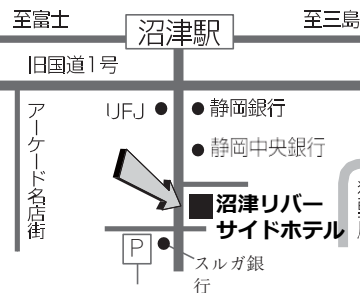 至富士
沼津駅
至三島
旧国道1号
UFJ
静岡銀行
静岡中央銀行
アーケード名店街
沼津リバー
サイドホテル
P
スルガ銀
行